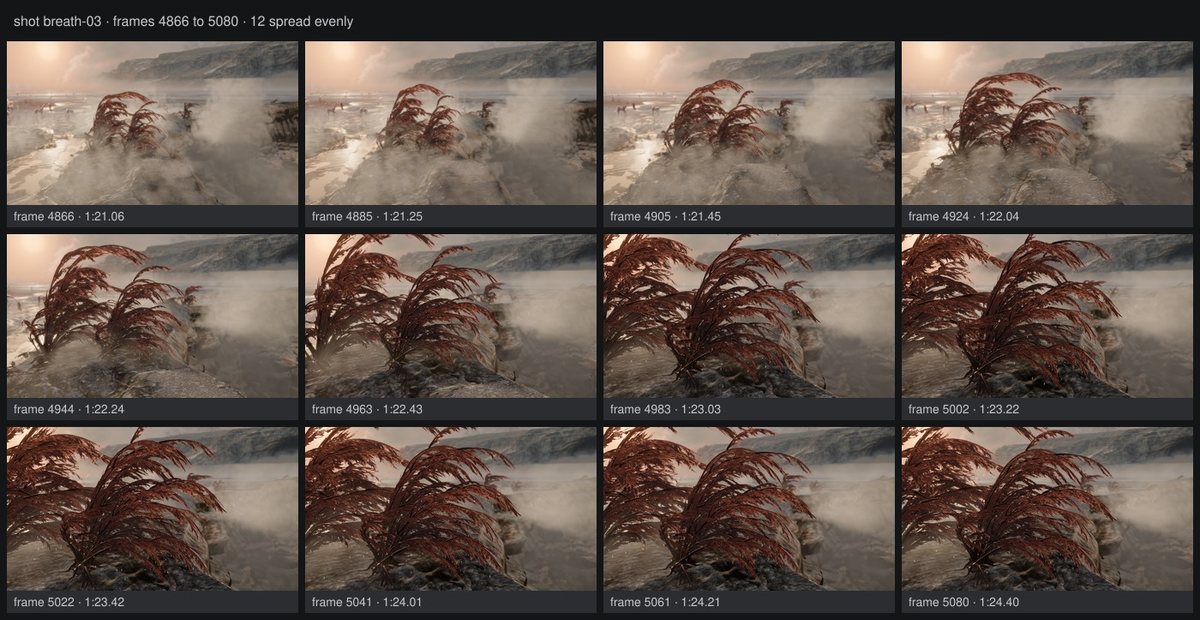 shot breath-03 · frames 4866 to 5080 · 12 spread evenly
frame 4866 · 1:21.06
frame 4885 · 1:21.25
frame 4905 · 1:21.45
frame 4924 · 1:22.04
frame 4944 · 1:22.24
frame 4963 · 1:22.43
frame 4983 · 1:23.03
frame 5002 · 1:23.22
frame 5022 · 1:23.42
frame 5041 · 1:24.01
frame 5061 · 1:24.21
frame 5080 · 1:24.40